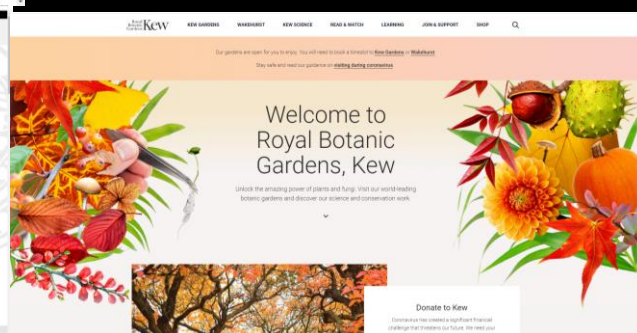 Royal
Botanic
Gardens
Kew
KEW GARDENS WAKEHURST KEW SCIENCE READ & WATCH LEARNING JOIN & SUPPORT SHOP
Our gardens are open for you to enjoy. You will need to book a timeslot to Kew Gardens or Wakehurst.
Stay safe and read our guidance on visiting during coronavirus.
Welcome to
Royal Botanic
Gardens, Kew
Unlock the amazing power of plants and fungi. Visit our world-leading
botanic gardens and discover our science and conservation work.
Donate to Kew
Coronavirus has created a significant financial
challenge that threatens our future. We need your